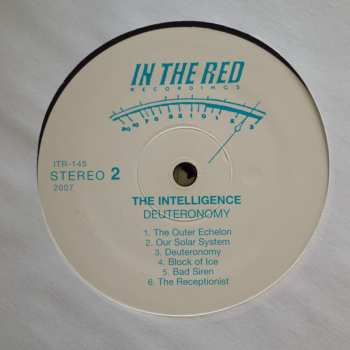 IN THE RED
RECORDINGS
ITR-145
STEREO 2
2007
THE INTELLIGENCE
DEUTERONOMY
1. The Outer Echelon
2. Our Solar System
3. Deuteronomy
4. Block of Ice
5. Bad Siren
6. The Receptionist